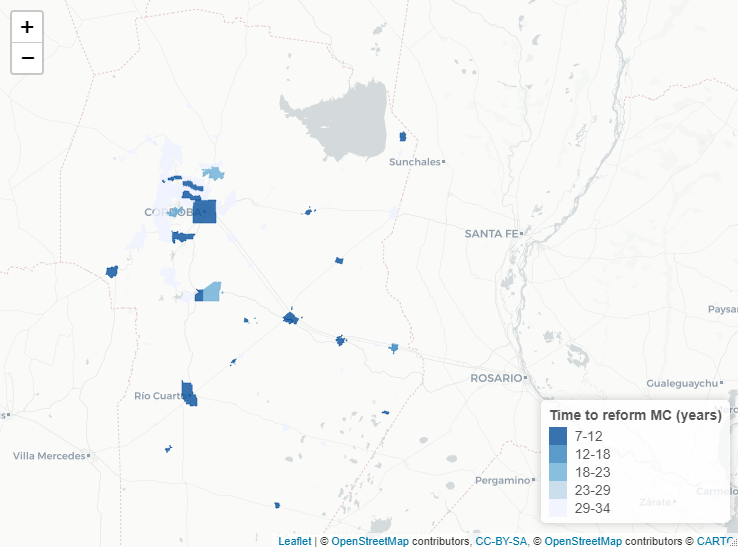 +
−
Sunchales
CÓRDOBA
SANTA FE
Paysan
ROSARIO
Gualeguaychu
Río Cuarto
Villa Mercedes
Pergamino
Zárate
Carmelo
Time to reform MC (years)
7-12
12-18
18-23
23-29
29-34
Leaflet | © OpenStreetMap contributors, CC-BY-SA, © OpenStreetMap contributors © CARTO